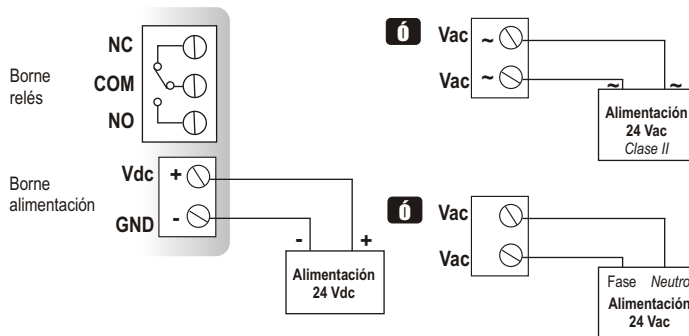 Borne
relés
NC
COM
NO
Borne
alimentación
Vdc
+
GND
-
- +
Alimentación
24 Vdc
Ó
Vac ~
Vac ~
~ ~
Alimentación
24 Vac
Clase II
Ó
Vac
Vac
Fase Neutro
Alimentación
24 Vac